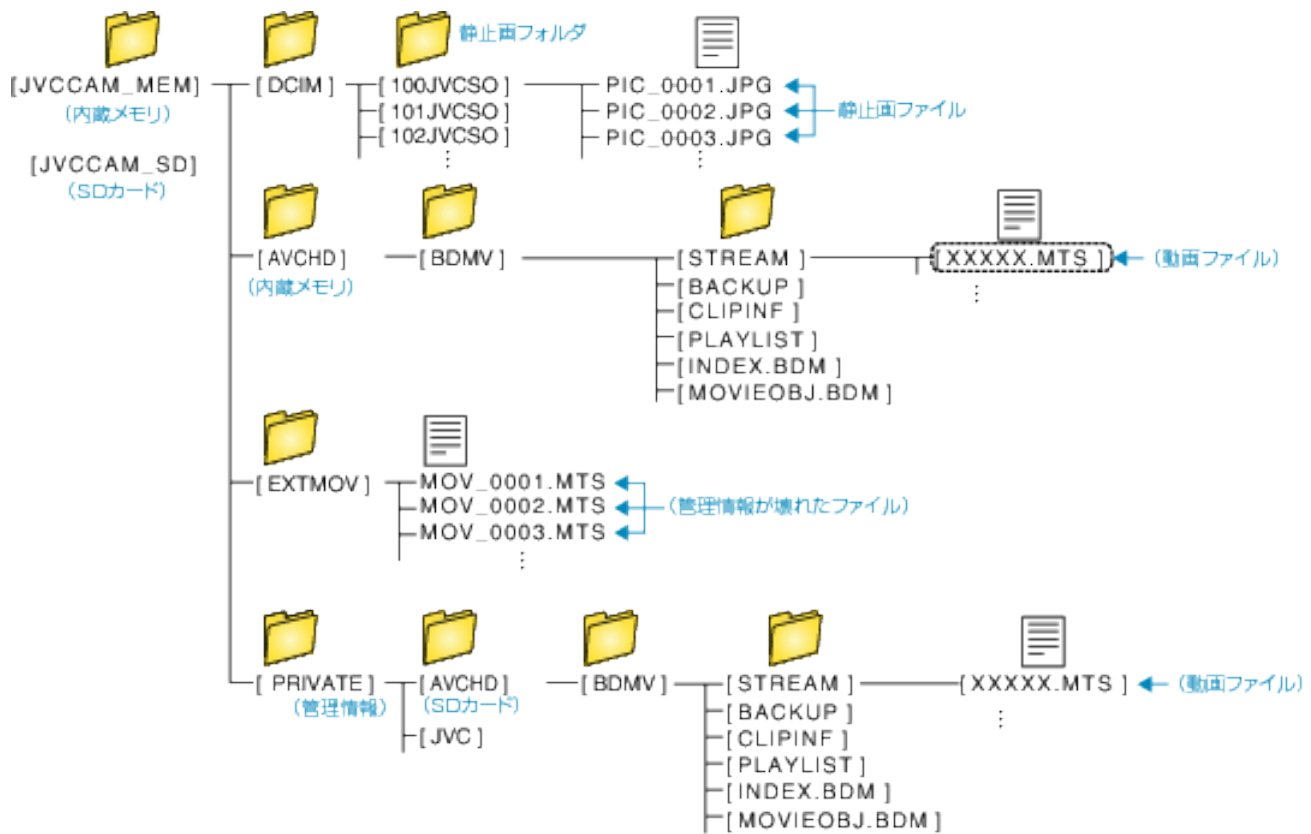 静止画フォルダ
[JVCCAM_MEM]
(内蔵メモリ)
[JVCCAM_SD]
(SDカード)
[DCIM]
[100JVCSO]
[101JVCSO]
[102JVCSO]
PIC_0001.JPG
PIC_0002.JPG
PIC_0003.JPG
静止画ファイル
[AVCHD]
(内蔵メモリ)
[BDMV]
[STREAM]
[BACKUP]
[CLIPINF]
[PLAYLIST]
[INDEX.BDM]
[MOVIEOBJ.BDM]
[XXXXX.MTS]
(動画ファイル)
[EXTMOV]
MOV_0001.MTS
MOV_0002.MTS
MOV_0003.MTS
(管理情報が壊れたファイル)
[PRIVATE]
(管理情報)
[AVCHD]
(SDカード)
[JVC]
[BDMV]
[STREAM]
[BACKUP]
[CLIPINF]
[PLAYLIST]
[INDEX.BDM]
[MOVIEOBJ.BDM]
[XXXXX.MTS]
(動画ファイル)